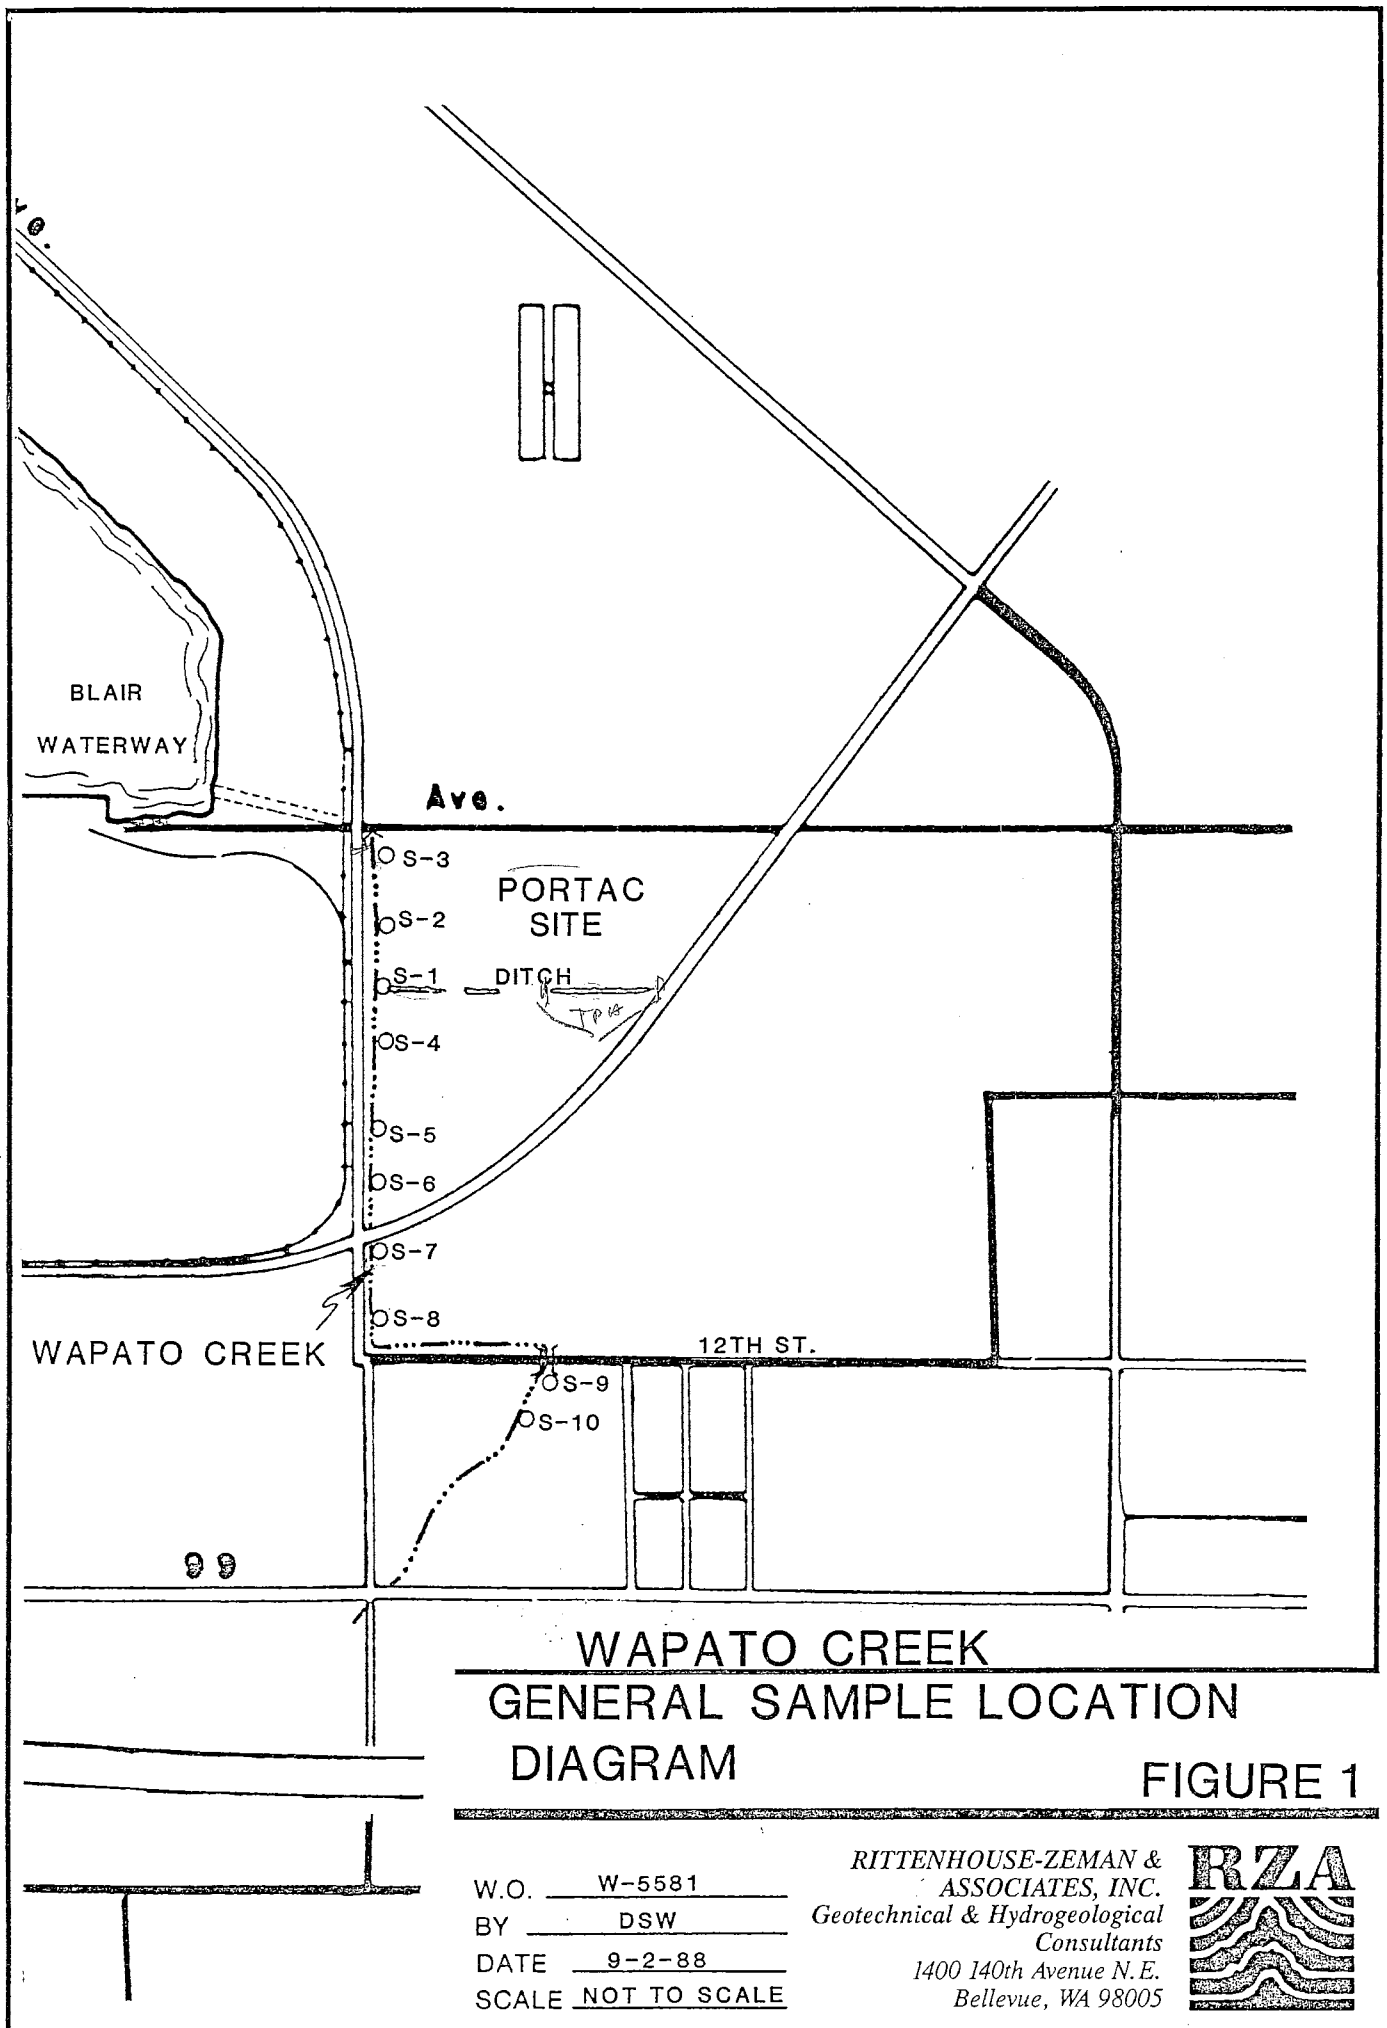 BLAIR
WATERWAY
Ave.
S-3
PORTAC
SITE
S-2
S-1
DITCH
S-4
S-5
S-6
S-7
S-8
WAPATO CREEK
12TH ST.
S-9
S-10
99
WAPATO CREEK
GENERAL SAMPLE LOCATION
DIAGRAM
FIGURE 1
W.O. W-5581
BY DSW
DATE 9-2-88
SCALE NOT TO SCALE
RITTENHOUSE-ZEMAN &
ASSOCIATES, INC.
Geotechnical & Hydrogeological
Consultants
1400 140th Avenue N.E.
Bellevue, WA 98005
RZA